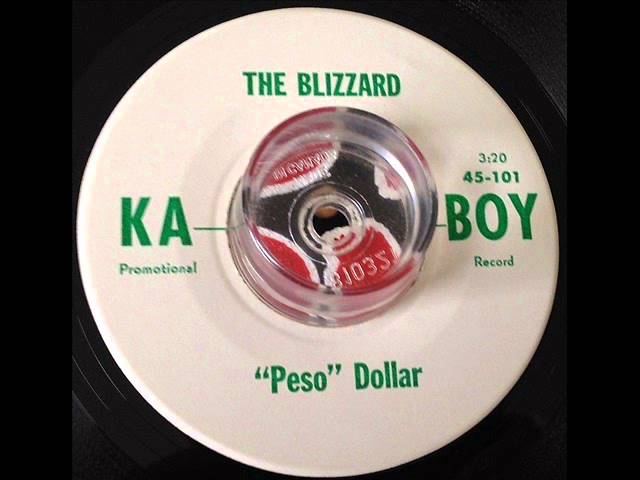 THE BLIZZARD
3:20
45-101
KA-BOY
Promotional
Record
"Peso" Dollar